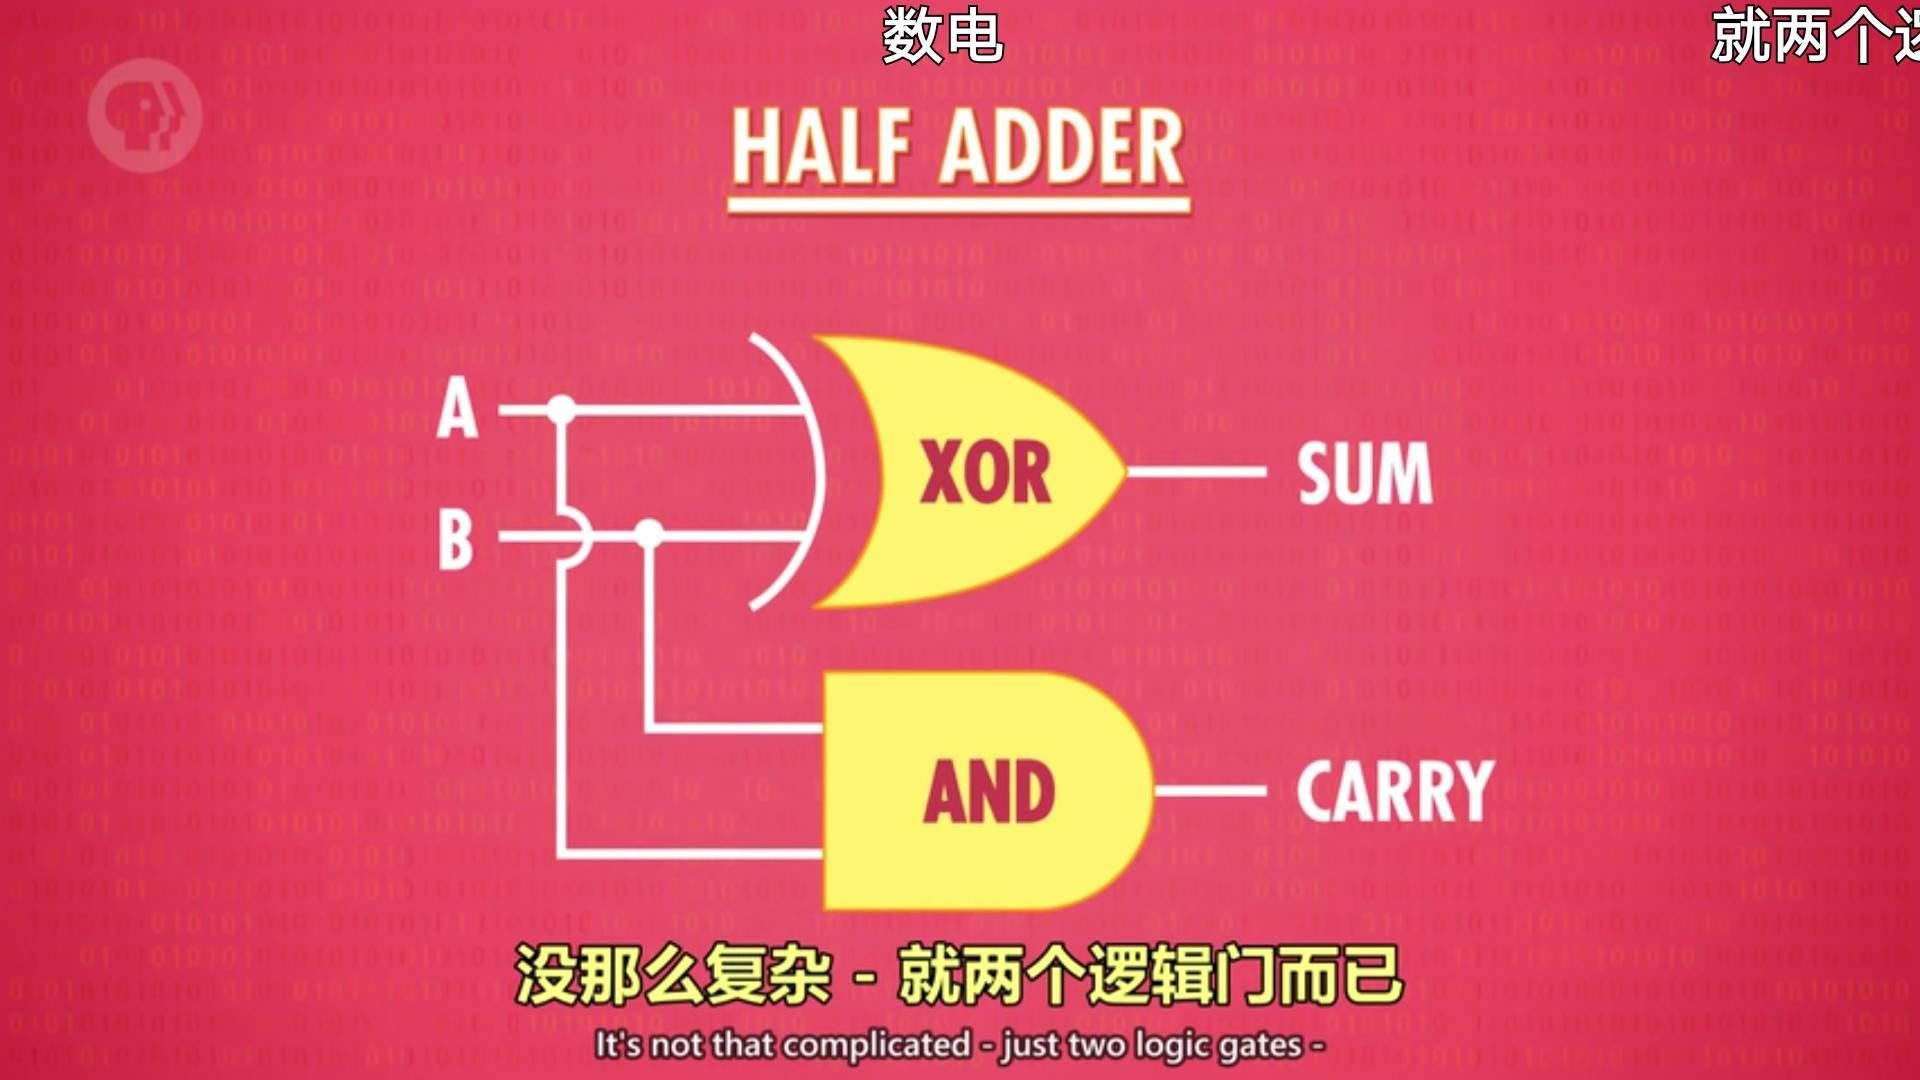 数电
就两个逻
HALF ADDER
A
XOR
SUM
B
AND
CARRY
没那么复杂 - 就两个逻辑门而已
It's not that complicated - just two logic gates -